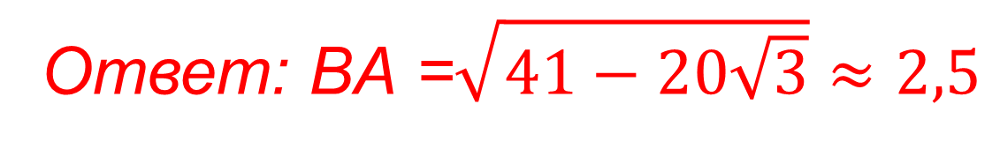 Ответ: BA =√(41 − 20√3) ≈ 2,5